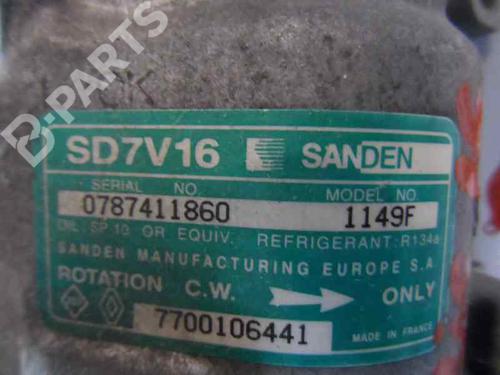 B-PARTS
SD7V16 SANDEN
SERIAL NO. MODEL NO.
0787411860 1149F
OIL: SP 10 OR EQUIV. REFRIGERANT: R134a
SANDEN MANUFACTURING EUROPE S.A
ROTATION C.W. ONLY
7700106441 MADE IN FRANCE